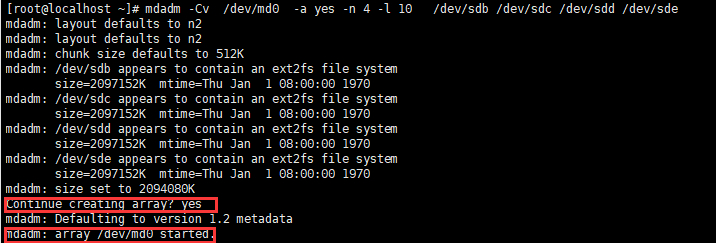 [root@localhost ~]# mdadm -Cv  /dev/md0  -a yes -n 4 -l 10   /dev/sdb /dev/sdc /dev/sdd /dev/sde
mdadm: layout defaults to n2
mdadm: layout defaults to n2
mdadm: chunk size defaults to 512K
mdadm: /dev/sdb appears to contain an ext2fs file system
       size=2097152K  mtime=Thu Jan  1 08:00:00 1970
mdadm: /dev/sdc appears to contain an ext2fs file system
       size=2097152K  mtime=Thu Jan  1 08:00:00 1970
mdadm: /dev/sdd appears to contain an ext2fs file system
       size=2097152K  mtime=Thu Jan  1 08:00:00 1970
mdadm: /dev/sde appears to contain an ext2fs file system
       size=2097152K  mtime=Thu Jan  1 08:00:00 1970
mdadm: size set to 2094080K
Continue creating array? yes
mdadm: Defaulting to version 1.2 metadata
mdadm: array /dev/md0 started.